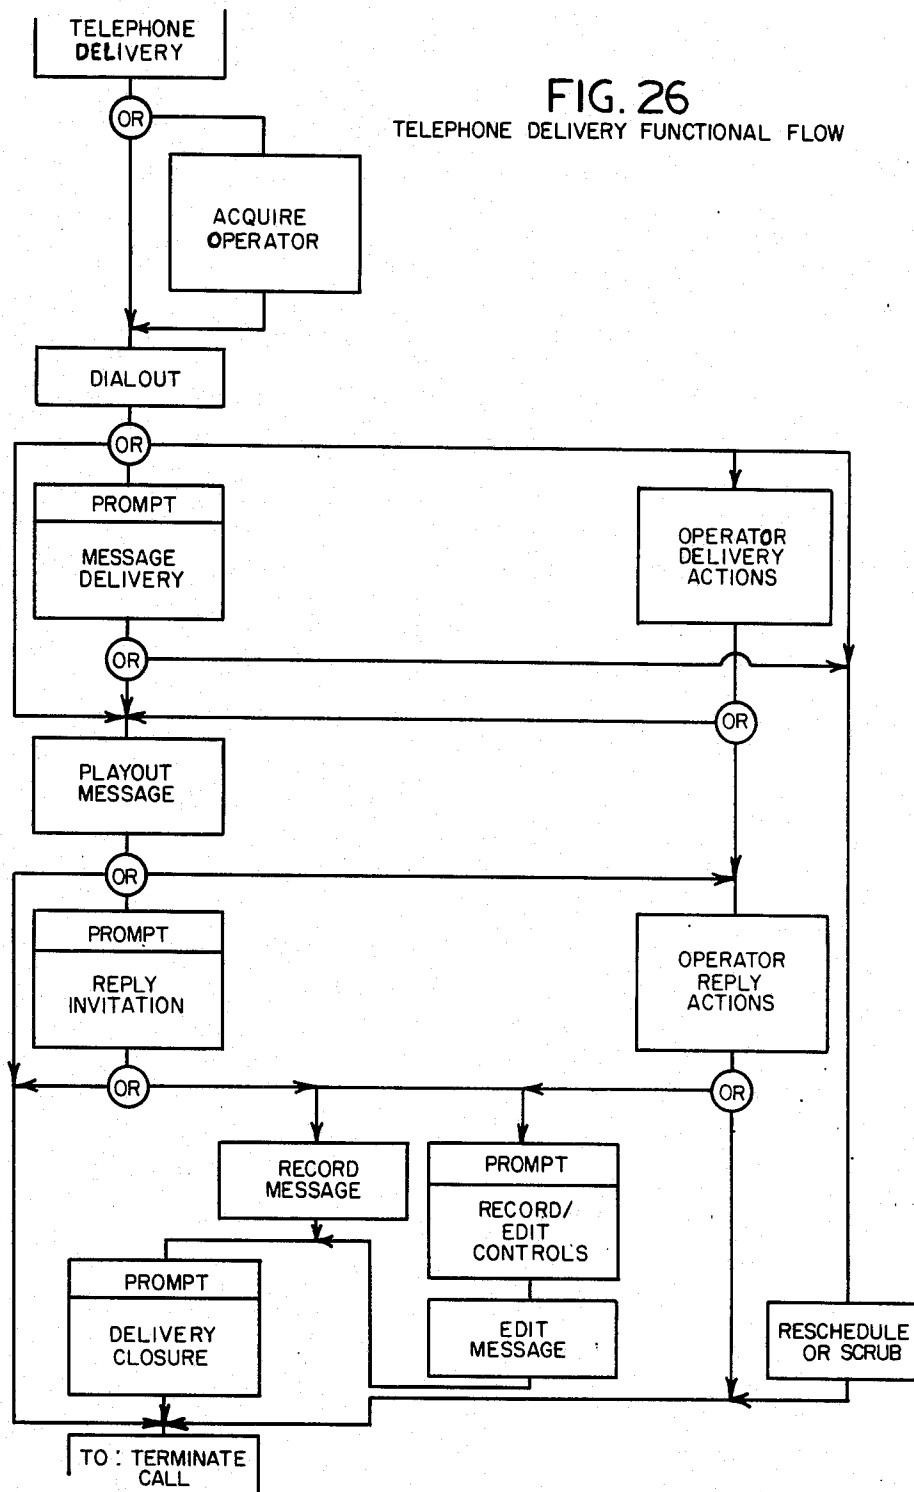 TELEPHONE
DELIVERY
FIG. 26
TELEPHONE DELIVERY FUNCTIONAL FLOW
OR
ACQUIRE
OPERATOR
DIALOUT
OR
PROMPT
MESSAGE
DELIVERY
OPERATOR
DELIVERY
ACTIONS
OR
OR
PLAYOUT
MESSAGE
OR
PROMPT
REPLY
INVITATION
OPERATOR
REPLY
ACTIONS
OR
OR
RECORD
MESSAGE
PROMPT
RECORD/
EDIT
CONTROLS
PROMPT
DELIVERY
CLOSURE
EDIT
MESSAGE
RESCHEDULE
OR SCRUB
TO: TERMINATE
CALL